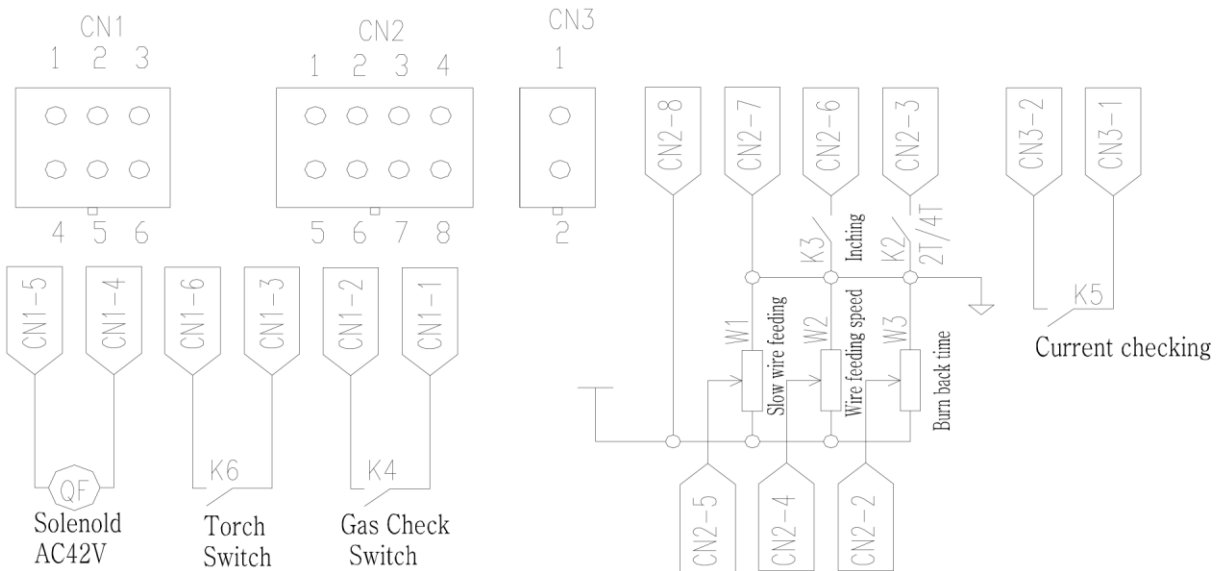 CN1
CN2
CN3
1 2 3
1 2 3 4
1
4 5 6
5 6 7 8
2
CN2-8
CN2-7
CN2-6
CN2-3
CN3-2
CN3-1
K3
Inching
K2
2T/4T
K5
Current checking
CN1-5
CN1-4
CN1-6
CN1-3
CN1-2
CN1-1
W1
Slow wire feeding
W2
Wire feeding speed
W3
Burn back time
QF
K6
K4
Solenold
AC42V
Torch
Switch
Gas Check
Switch
CN2-5
CN2-4
CN2-2